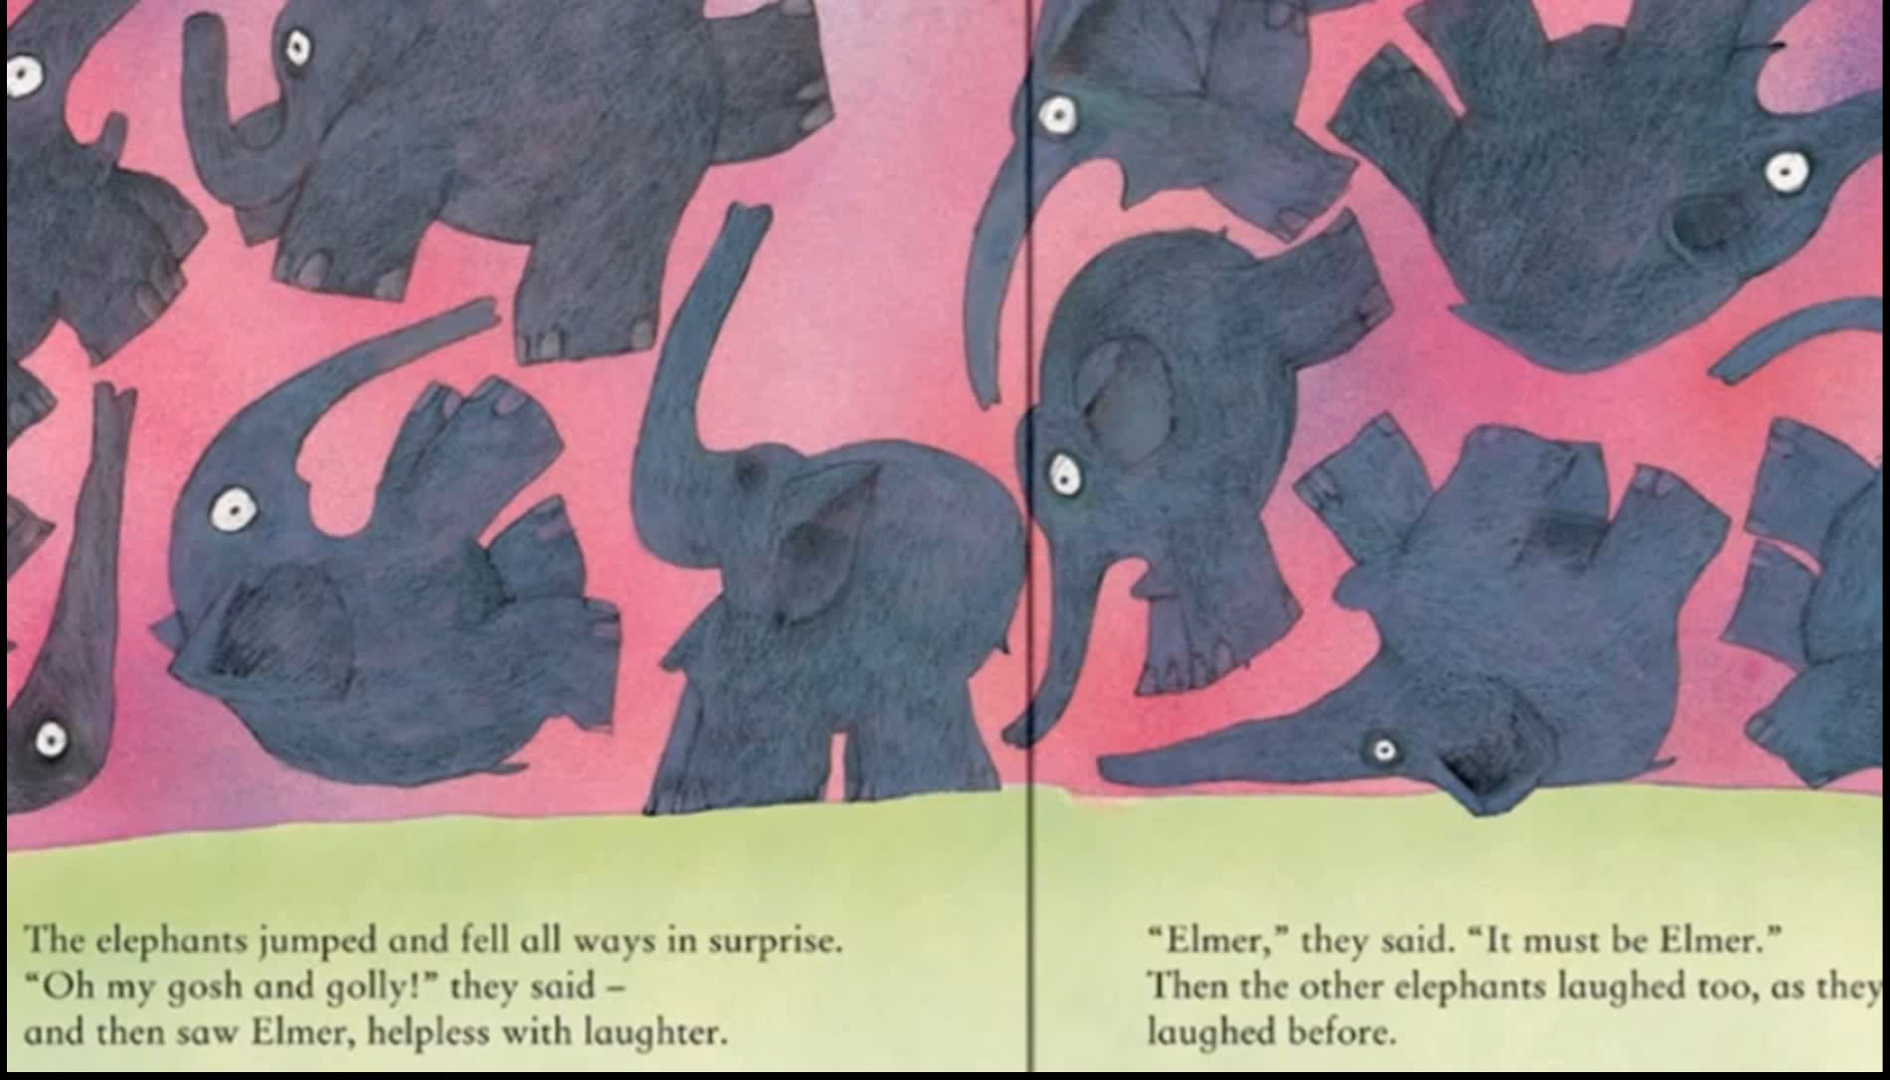 The elephants jumped and fell all ways in surprise.
“Oh my gosh and golly!” they said –
and then saw Elmer, helpless with laughter.
“Elmer,” they said. “It must be Elmer.”
Then the other elephants laughed too, as they
laughed before.